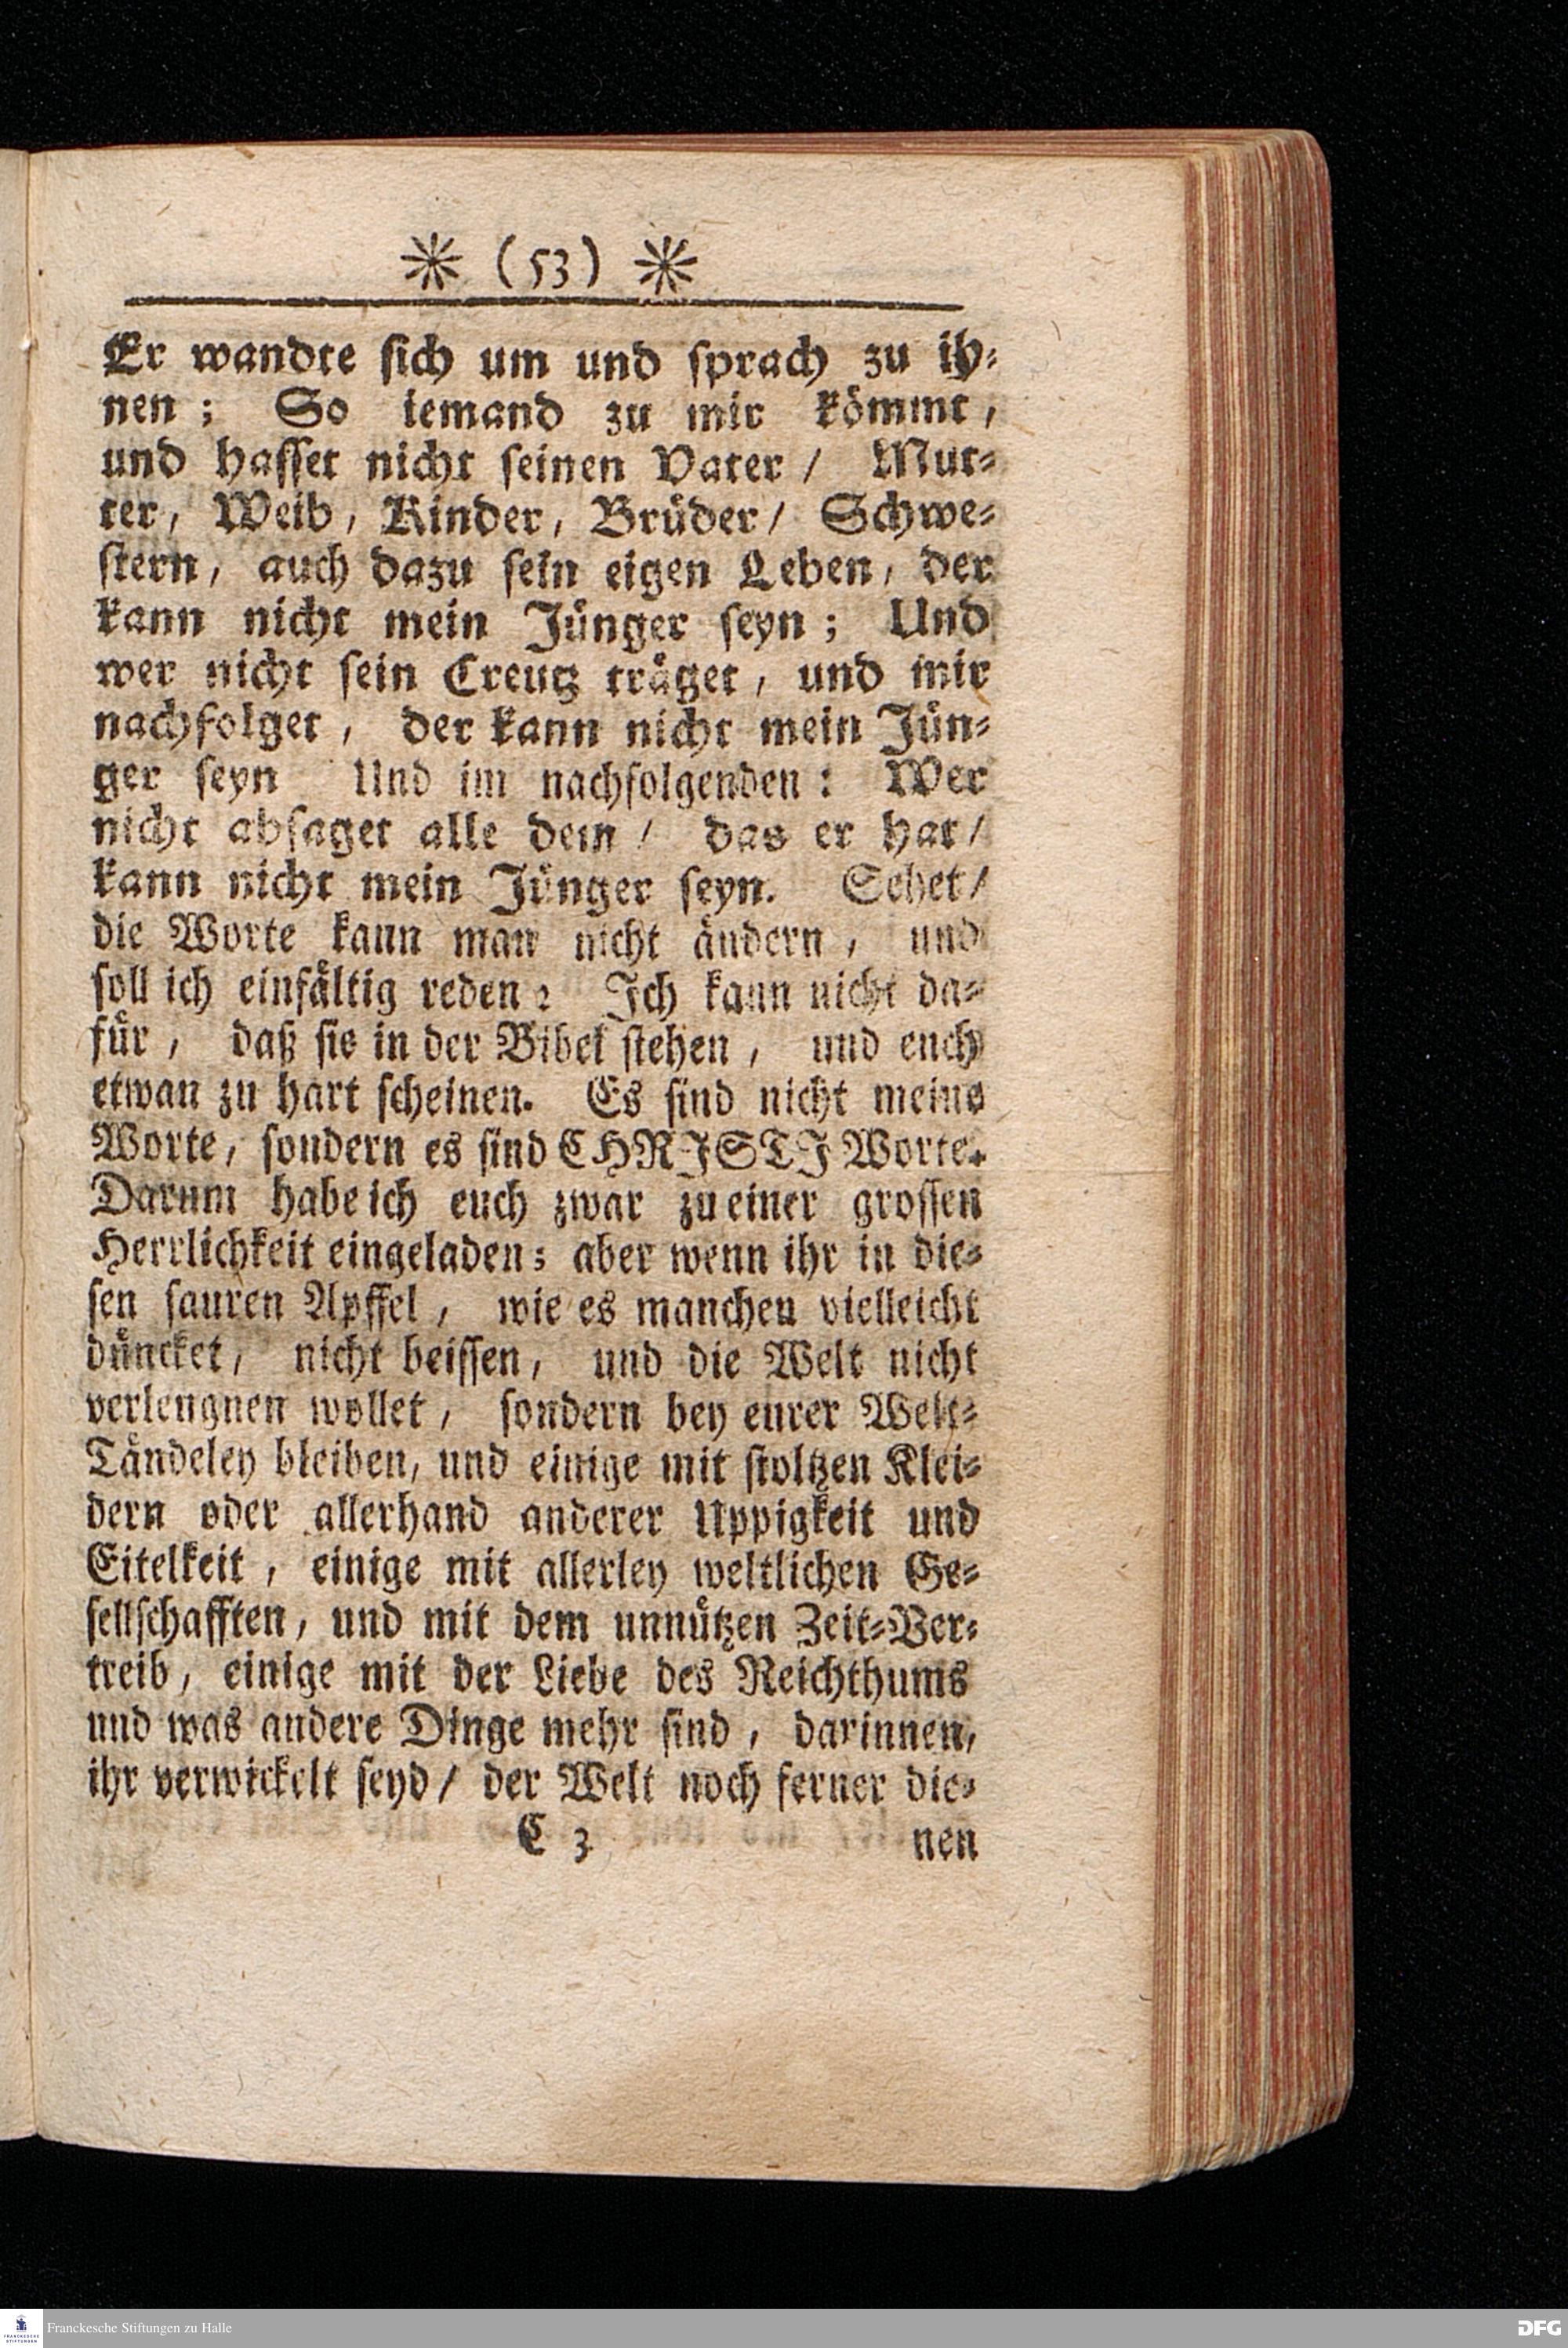 ❊ (53) ❊
Er wandte ſich um und ſprach zu ih⸗
nen ; So iemand zu mir kömmt,
und haſſet nicht ſeinen Vater / Mut⸗
ter, Weib, Kinder, Brüder/ Schwe⸗
ſtern, auch dazu ſein eigen Leben, der
kann nicht mein Jünger ſeyn ; Und
wer nicht ſein Creutz träget, und mir
nachfolget, der kann nicht mein Jün⸗
ger ſeyn Und im nachfolgenden: Wer
nicht abſaget alle dem / das er hat/
kann nicht mein Jünger ſeyn. Sehet/
die Worte kann man nicht ändern, und
ſoll ich einfältig reden? Ich kann nicht da⸗
für, daß ſie in der Bibel ſtehen, und euch
etwan zu hart ſcheinen. Es ſind nicht meine
Worte, ſondern es ſind CHRISTI Worte.
Darum habe ich euch zwar zu einer groſſen
Herrlichkeit eingeladen: aber wenn ihr in die⸗
ſen ſauren Apffel, wie es manchen vielleicht
düncket, nicht beiſſen, und die Welt nicht
verleugnen wollet, ſondern bey eurer Welt⸗
Tändeley bleiben, und einige mit ſtoltzen Klei⸗
dern oder allerhand anderer Uppigkeit und
Eitelkeit, einige mit allerley weltlichen Ge⸗
ſellſchafften, und mit dem unnützen Zeit⸗Ver⸗
treib, einige mit der Liebe des Reichthums
und was andere Dinge mehr ſind, darinnen,
ihr verwickelt ſeyd/ der Welt noch ferner die⸗
C 3 nen
FRANCKESCHE STIFTUNGEN
Franckesche Stiftungen zu Halle
DFG